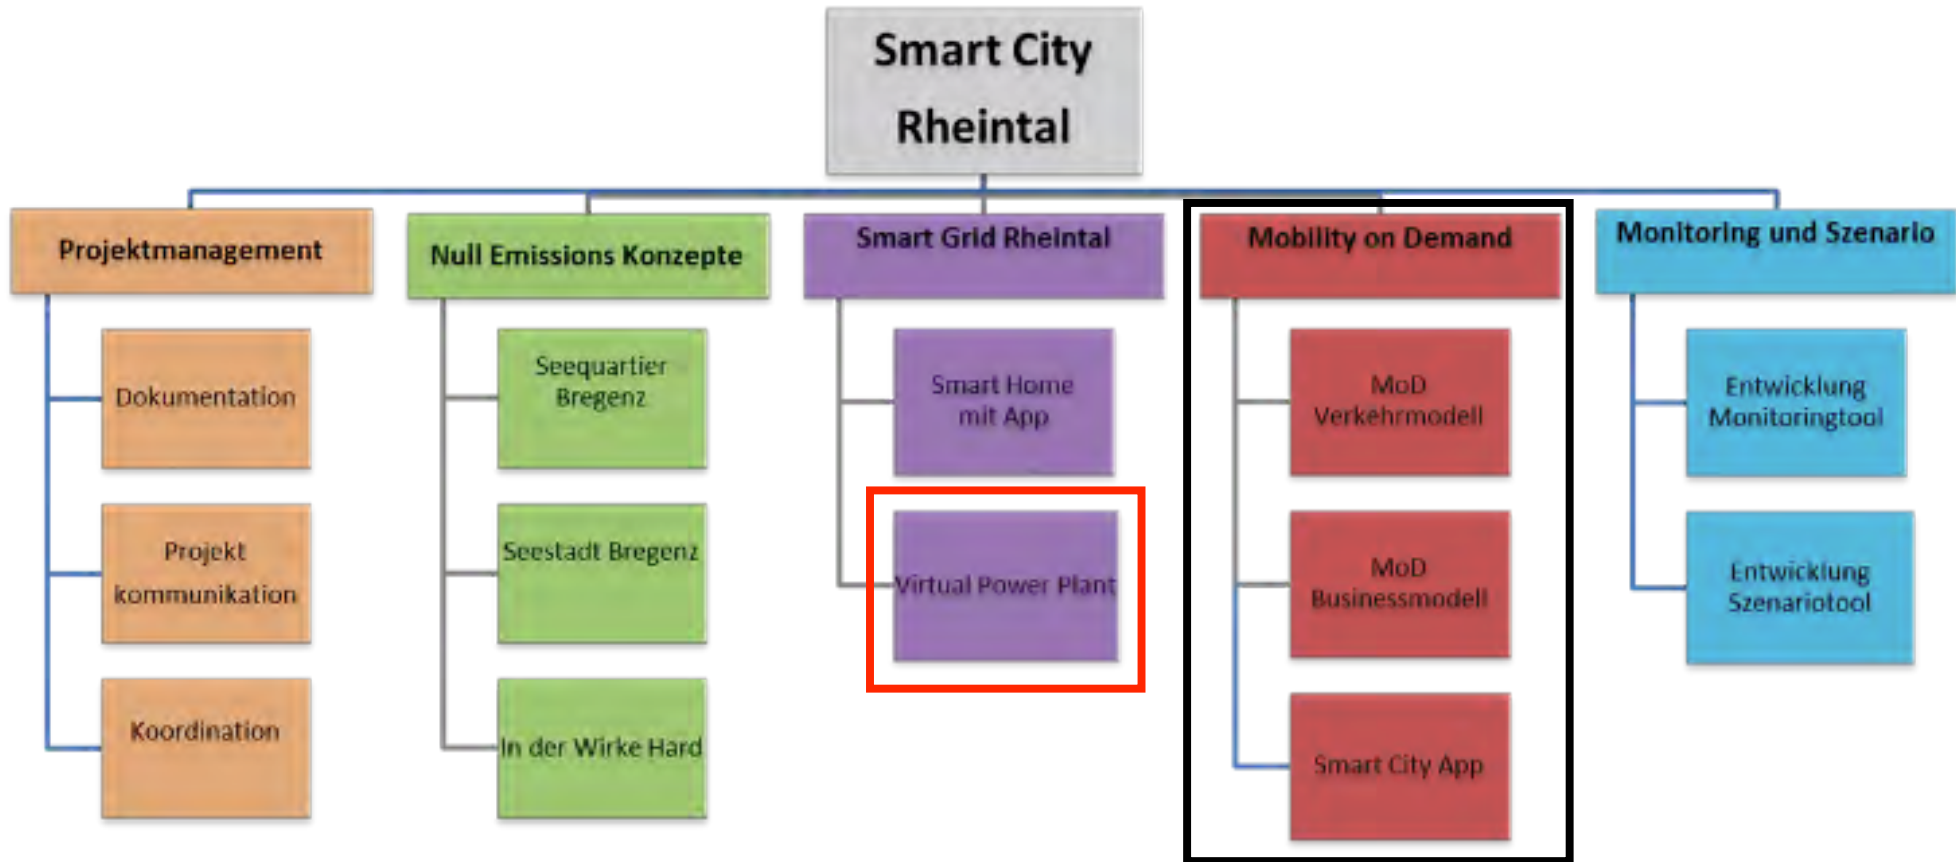 Smart City
Rheintal
Projektmanagement
Dokumentation
Projekt
kommunikation
Koordination
Null Emissions Konzepte
Seequartier
Bregenz
Seestadt Bregenz
In der Wirke Hard
Smart Grid Rheintal
Smart Home
mit App
Virtual Power Plant
Mobility on Demand
MoD
Verkehrmodell
MoD
Businessmodell
Smart City App
Monitoring und Szenario
Entwicklung
Monitoringtool
Entwicklung
Szenariotool